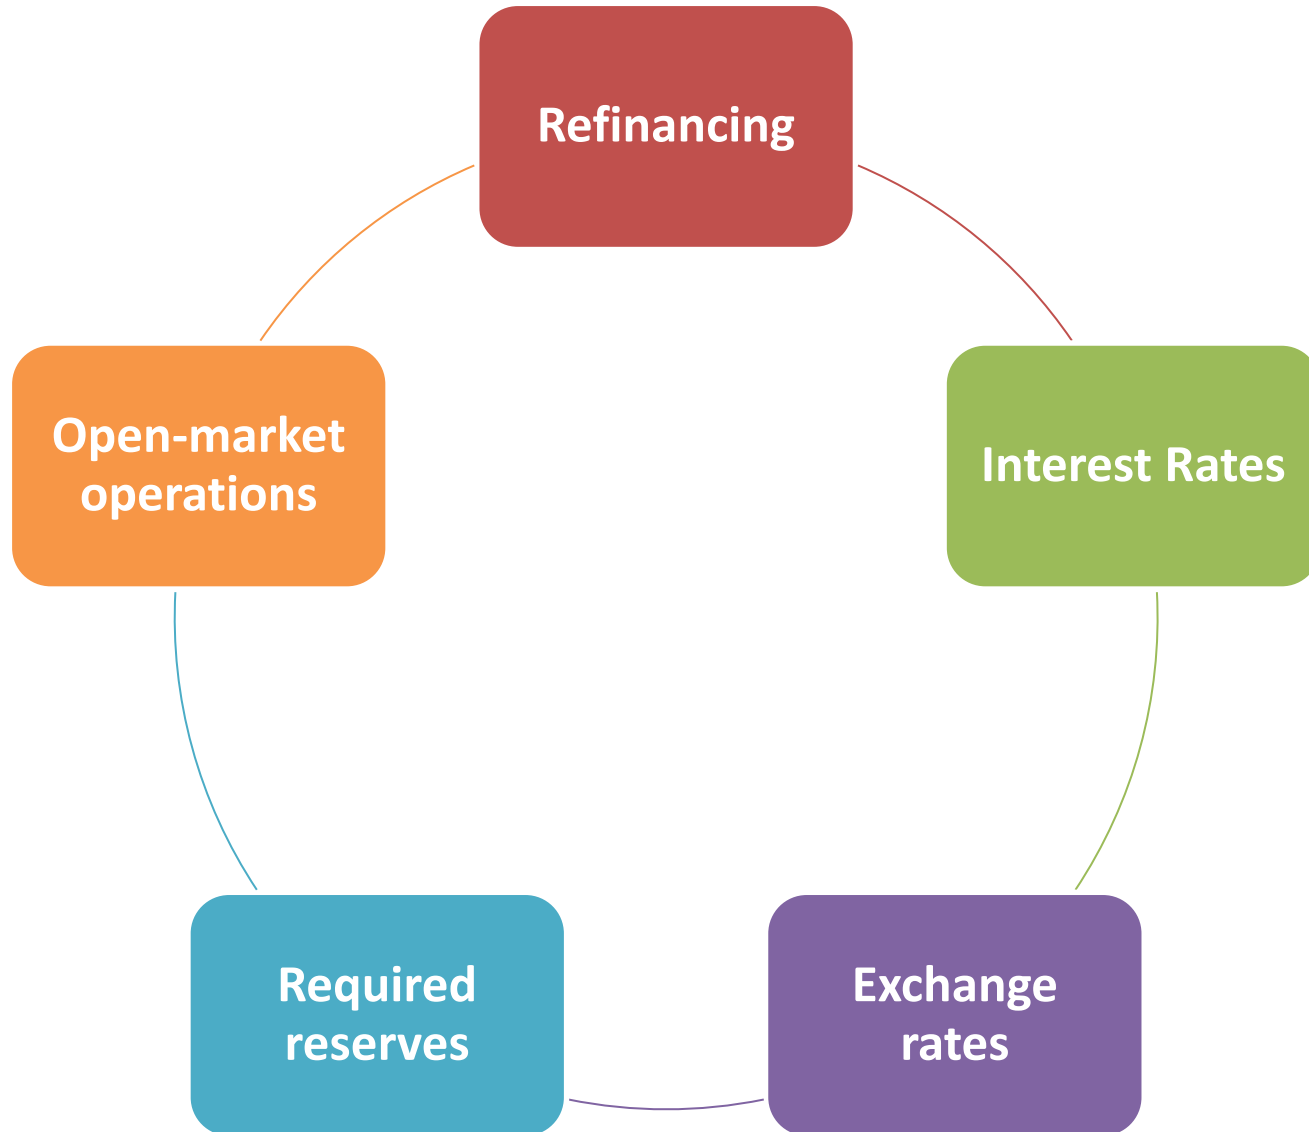 Refinancing
Interest Rates
Exchange
rates
Required
reserves
Open-market
operations